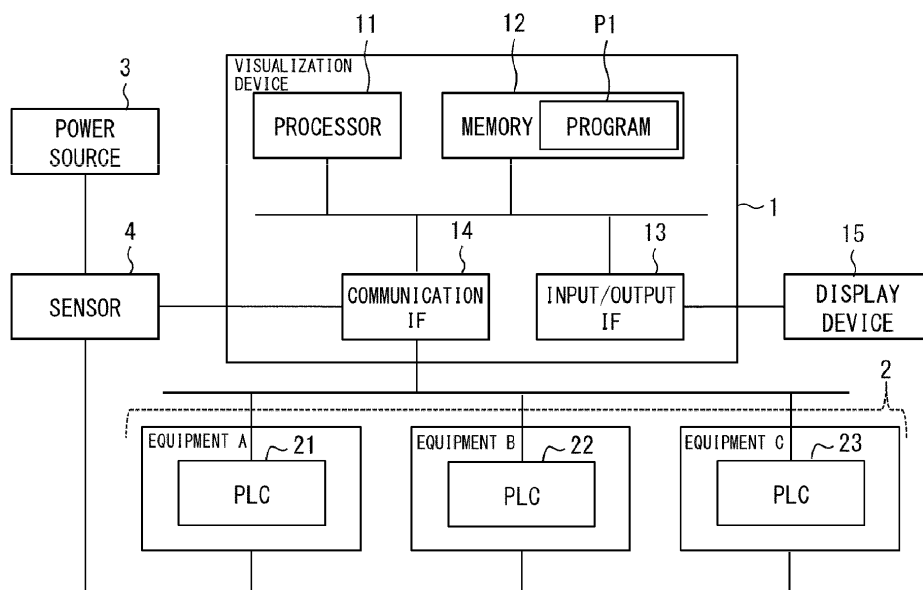 11
12
P1
3
VISUALIZATION
DEVICE
PROCESSOR
MEMORY
PROGRAM
POWER
SOURCE
1
4
14
13
15
SENSOR
COMMUNICATION
IF
INPUT/OUTPUT
IF
DISPLAY
DEVICE
2
EQUIPMENT A
21
PLC
EQUIPMENT B
22
PLC
EQUIPMENT C
23
PLC